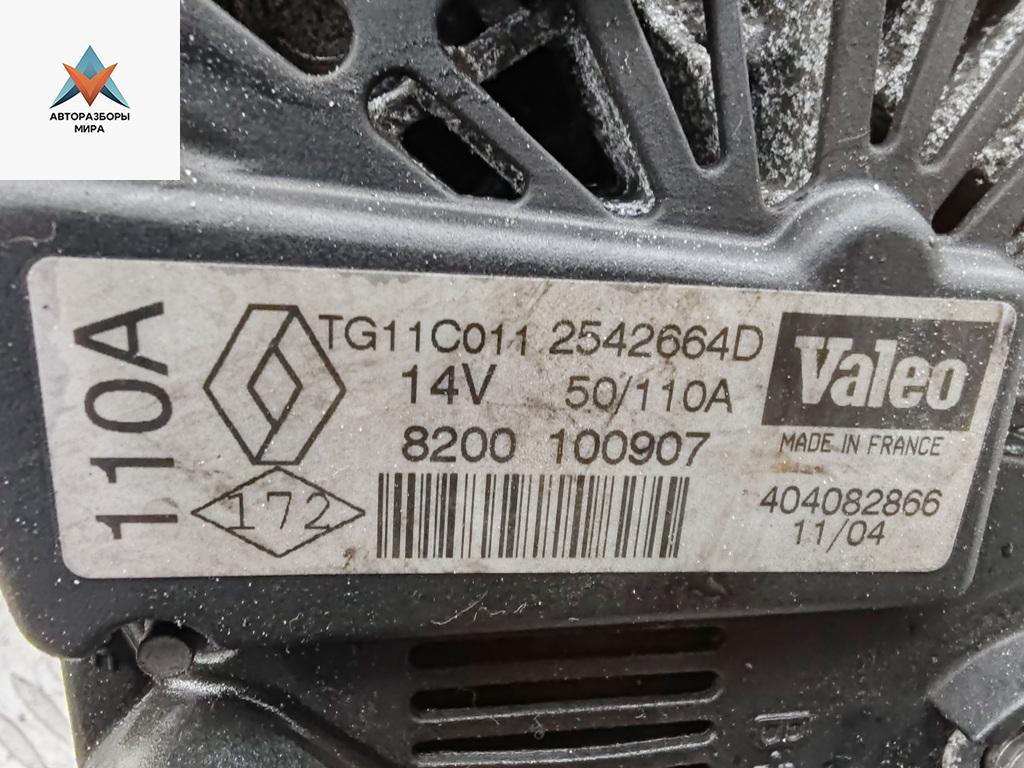 АВТОРАЗБОРЫ
МИРА
110A
TG11C011 2542664D
14V 50/110A
8200 100907
172
Valeo
MADE IN FRANCE
404082866
11/04